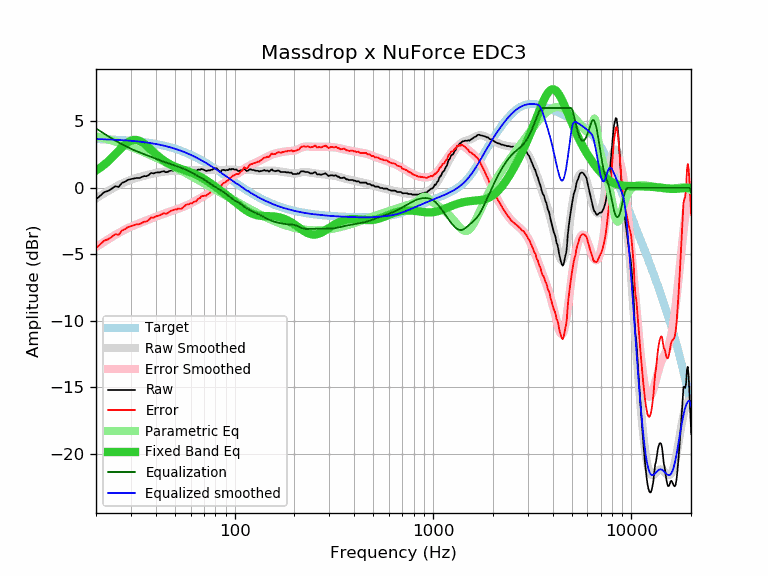 Massdrop x NuForce EDC3
5
0
−5
−10
−15
−20
Amplitude (dBr)
Target
Raw Smoothed
Error Smoothed
Raw
Error
Parametric Eq
Fixed Band Eq
Equalization
Equalized smoothed
100
1000
10000
Frequency (Hz)